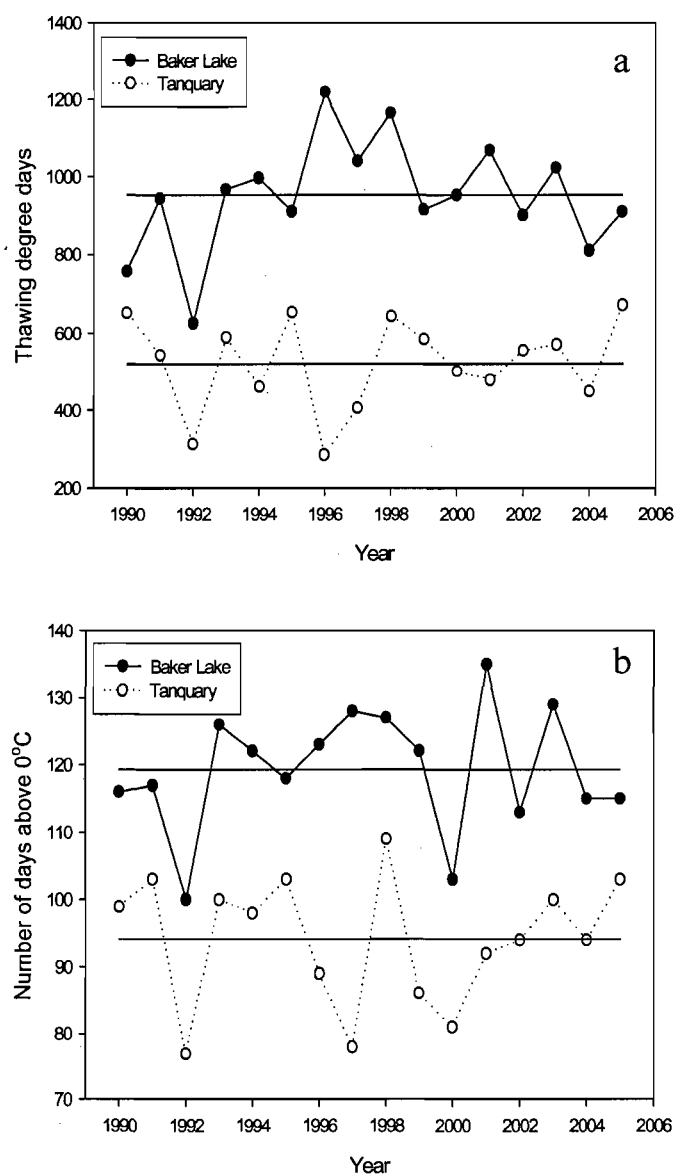 1400
1200
1000
800
600
400
200
Thawing degree days
Baker Lake
Tanquary
a
1990 1992 1994 1996 1998 2000 2002 2004 2006
Year
140
130
120
110
100
90
80
70
Number of days above 0°C
Baker Lake
Tanquary
b
1990 1992 1994 1996 1998 2000 2002 2004 2006
Year